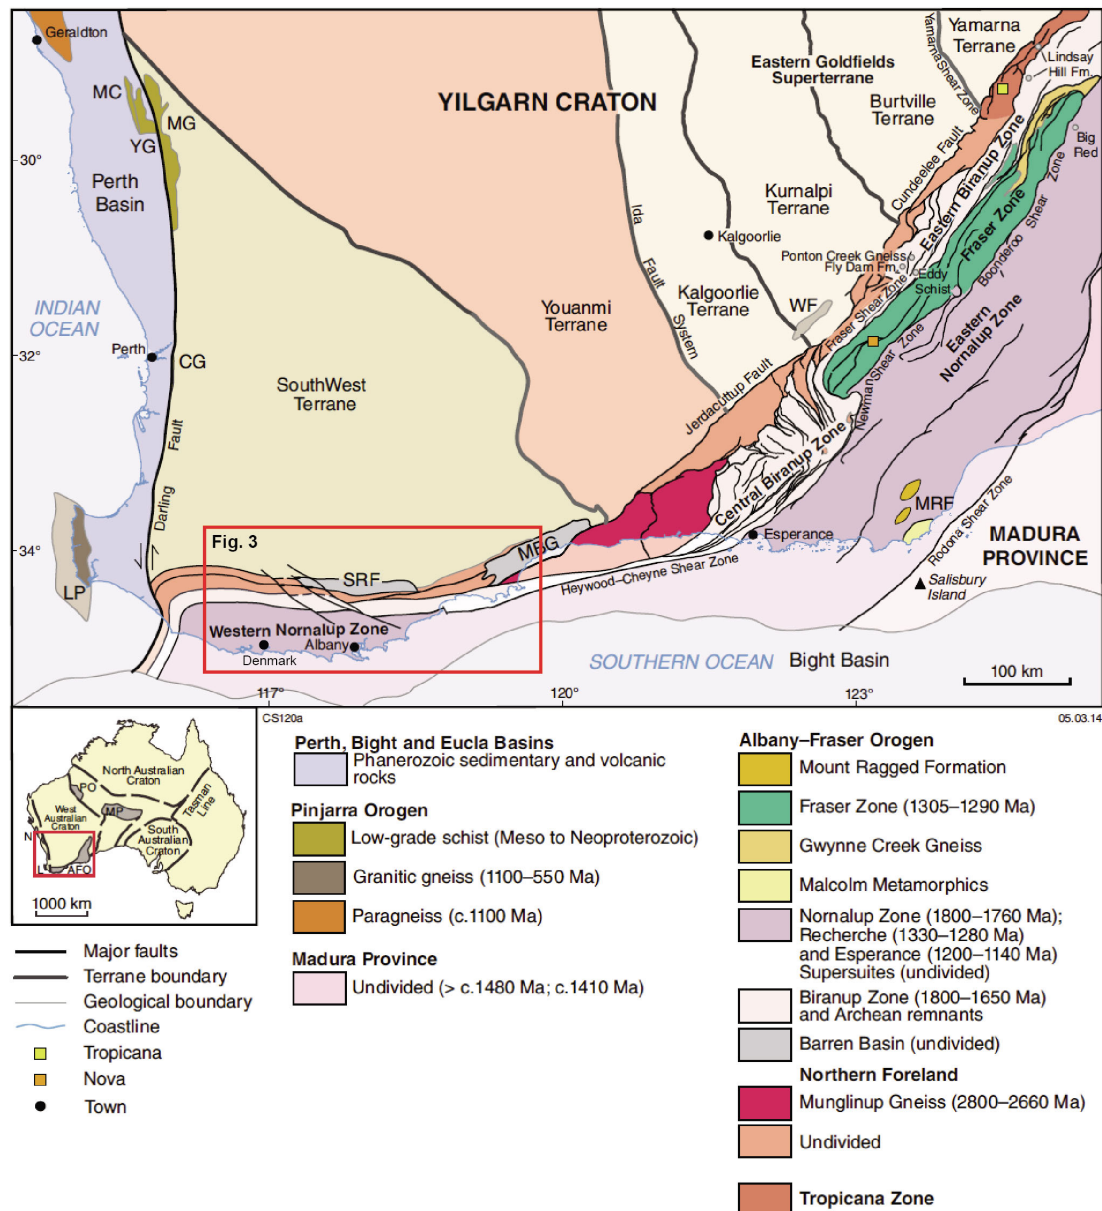 Geraldton
MC
MG
YG
30°
Perth
Basin
YILGARN CRATON
Eastern Goldfields
Superterrane
Yamarna
Terrane
Yamarna Shear Zone
Lindsay
Hill Fm.
Burtville
Terrane
Big
Red
Cundeelee Fault
Eastern Biranup Zone
Fraser Zone
Boonderoo Shear Zone
Kurnalpi
Terrane
Ida Fault System
Kalgoorlie
Ponton Creek Gneiss
Fly Dam Fm.
Eddy
Schist
Kalgoorlie
Terrane
WF
Fraser Shear Zone
Eastern
Nornalup Zone
INDIAN
OCEAN
Youanmi
Terrane
32°
Perth
CG
SouthWest
Terrane
Newman Shear Zone
Jerdacuttup Fault
Central Biranup Zone
Darling Fault
MRF
Rodona Shear Zone
MADURA
PROVINCE
34°
Fig. 3
MBG
Esperance
SRF
LP
Heywood–Cheyne Shear Zone
Salisbury
Island
Western Nornalup Zone
Albany
Denmark
SOUTHERN OCEAN
Bight Basin
100 km
117°
120°
123°
CS120a
05.03.14
North Australian
Craton
PO
West
Australian
Craton
MP
Tasman
Line
South
Australian
Craton
N
L
AFO
1000 km
Major faults
Terrane boundary
Geological boundary
Coastline
Tropicana
Nova
Town
Perth, Bight and Eucla Basins
Phanerozoic sedimentary and volcanic
rocks
Pinjarra Orogen
Low-grade schist (Meso to Neoproterozoic)
Granitic gneiss (1100–550 Ma)
Paragneiss (c.1100 Ma)
Madura Province
Undivided (> c.1480 Ma; c.1410 Ma)
Albany–Fraser Orogen
Mount Ragged Formation
Fraser Zone (1305–1290 Ma)
Gwynne Creek Gneiss
Malcolm Metamorphics
Nornalup Zone (1800–1760 Ma);
Recherche (1330–1280 Ma)
and Esperance (1200–1140 Ma)
Supersuites (undivided)
Biranup Zone (1800–1650 Ma)
and Archean remnants
Barren Basin (undivided)
Northern Foreland
Munglinup Gneiss (2800–2660 Ma)
Undivided
Tropicana Zone